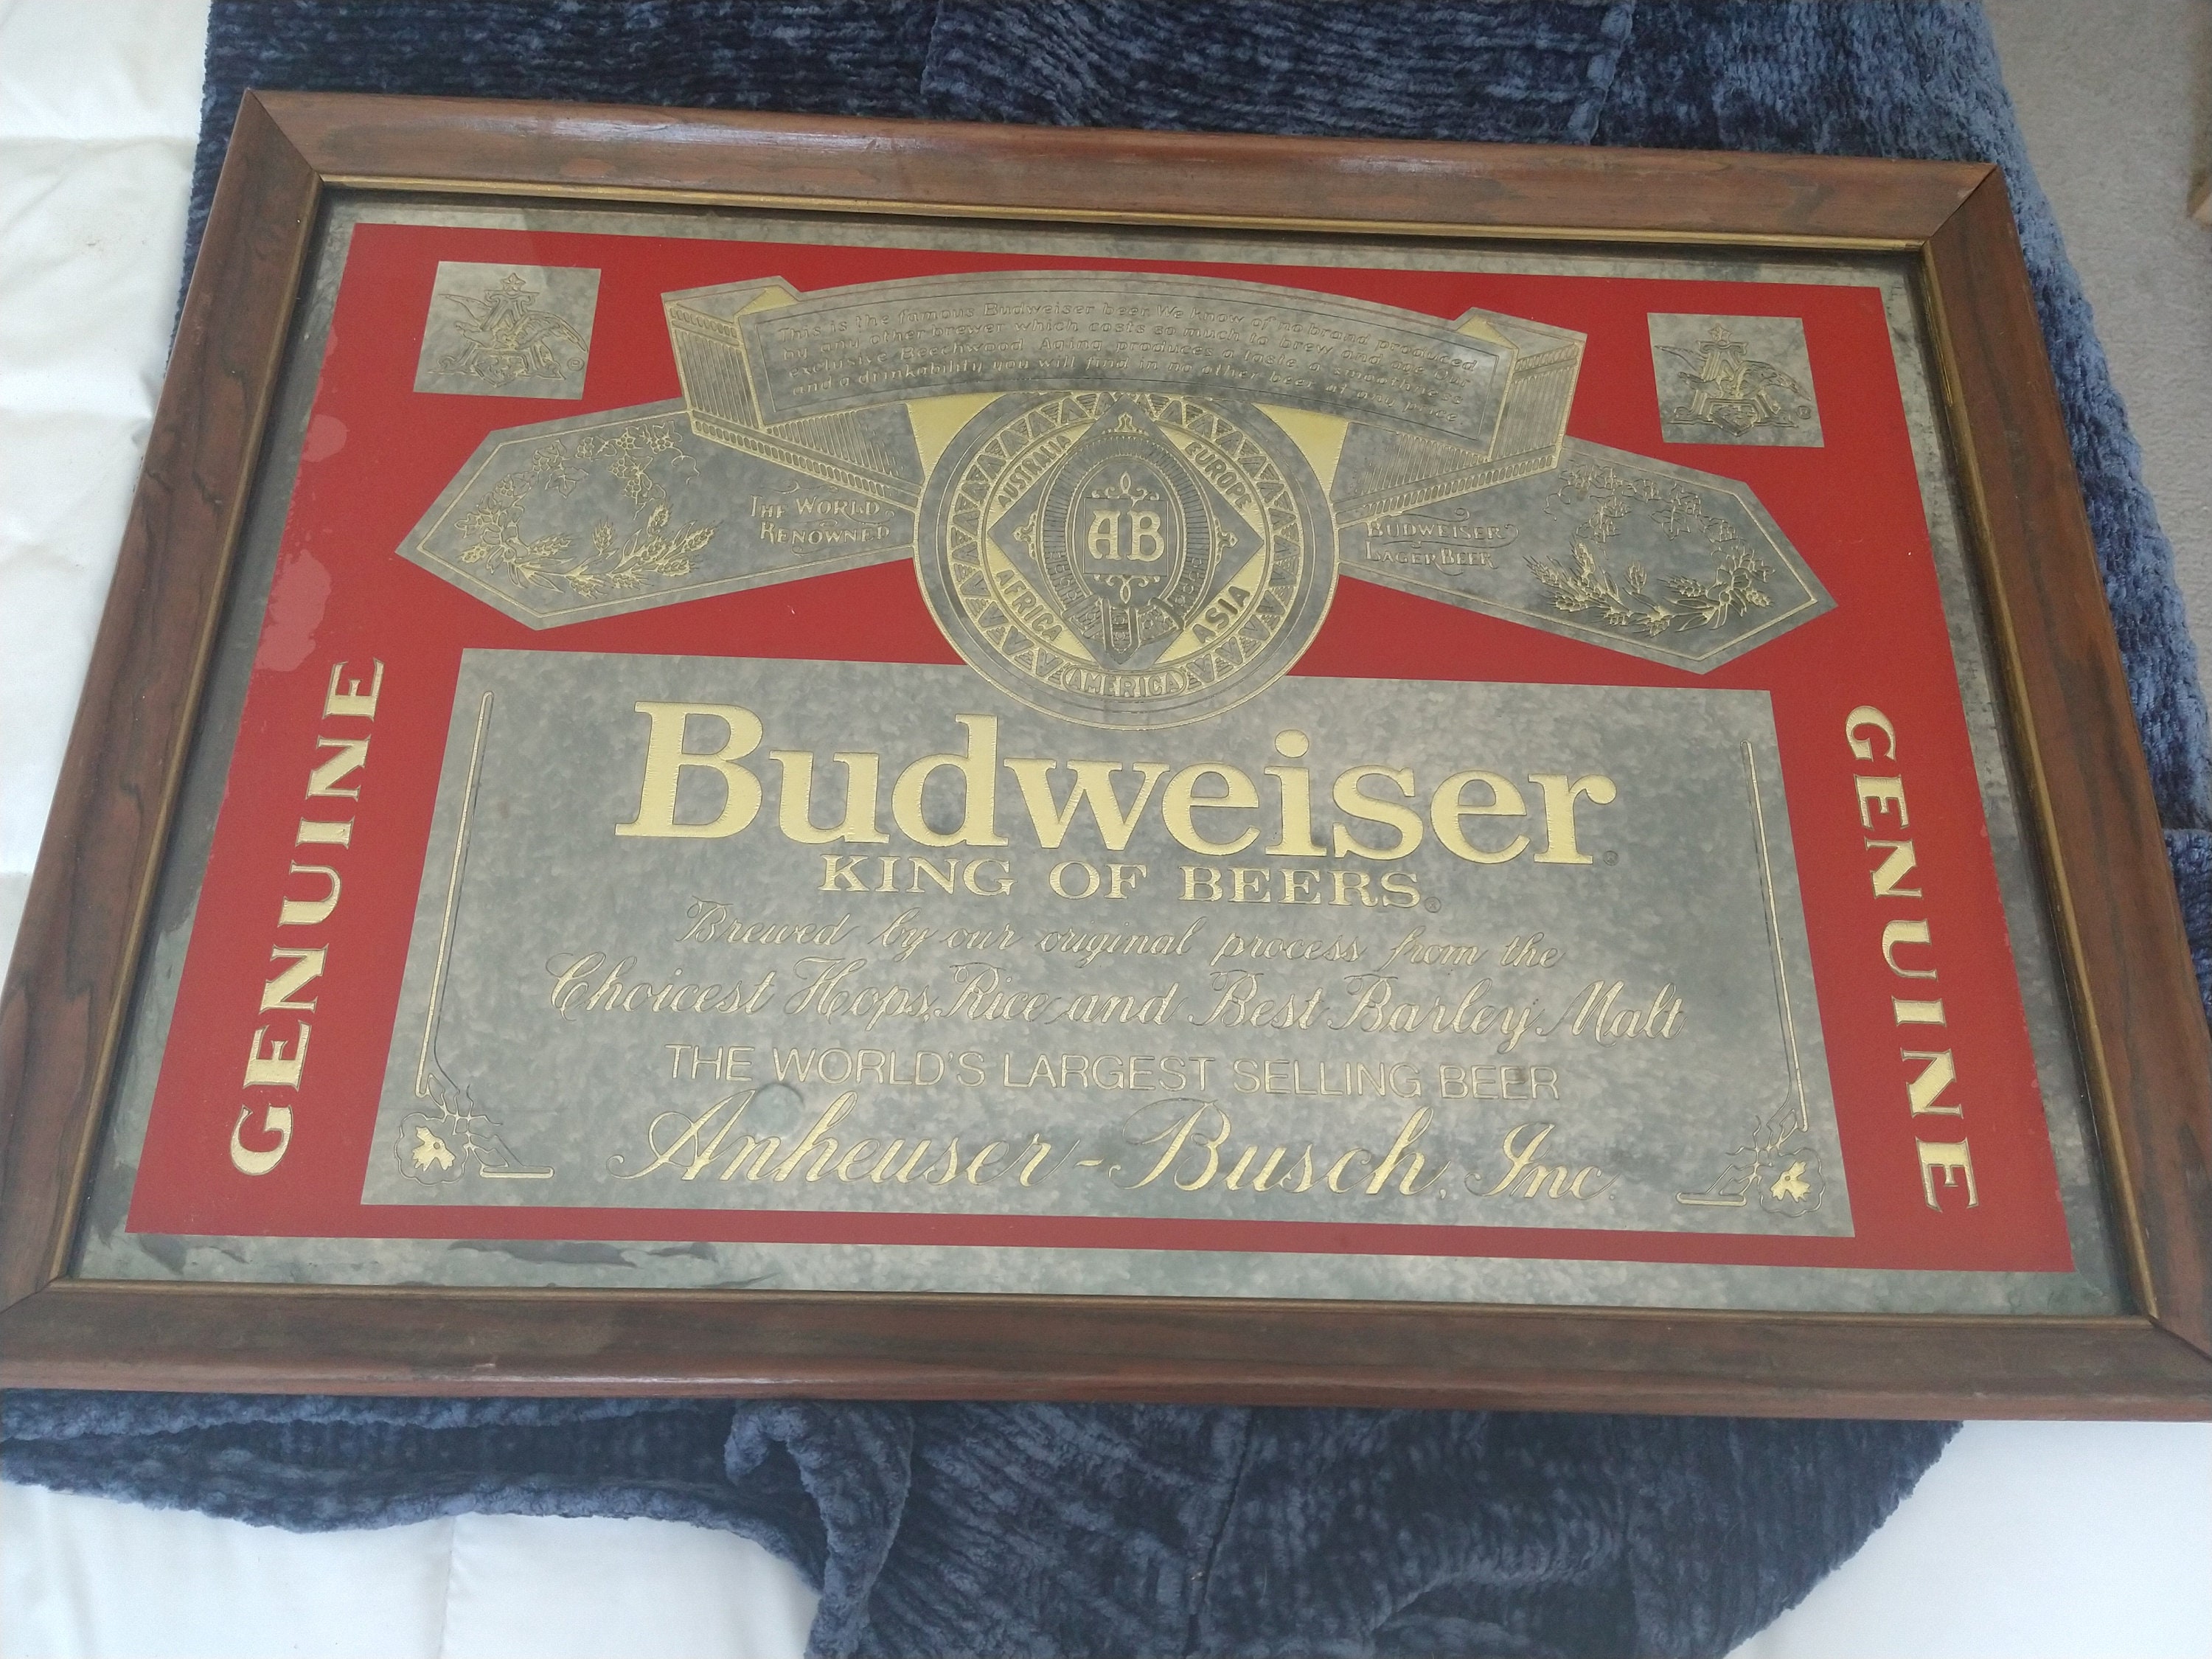 This is the famous Budweiser beer. We know of no brand produced
by any other brewer which costs so much to brew and age. Our
exclusive Beechwood Aging produces a taste a smoothness
and a drinkability you will find in no other beer at any price
THE WORLD
RENOWNED
BUDWEISER
LAGER BEER
AUSTRALIA
EUROPE
AB
AFRICA
ASIA
AMERICA
GENUINE
GENUINE
Budweiser®
KING OF BEERS®
Brewed by our original process from the
Choicest Hops, Rice and Best Barley Malt
THE WORLD'S LARGEST SELLING BEER
Anheuser-Busch, Inc.